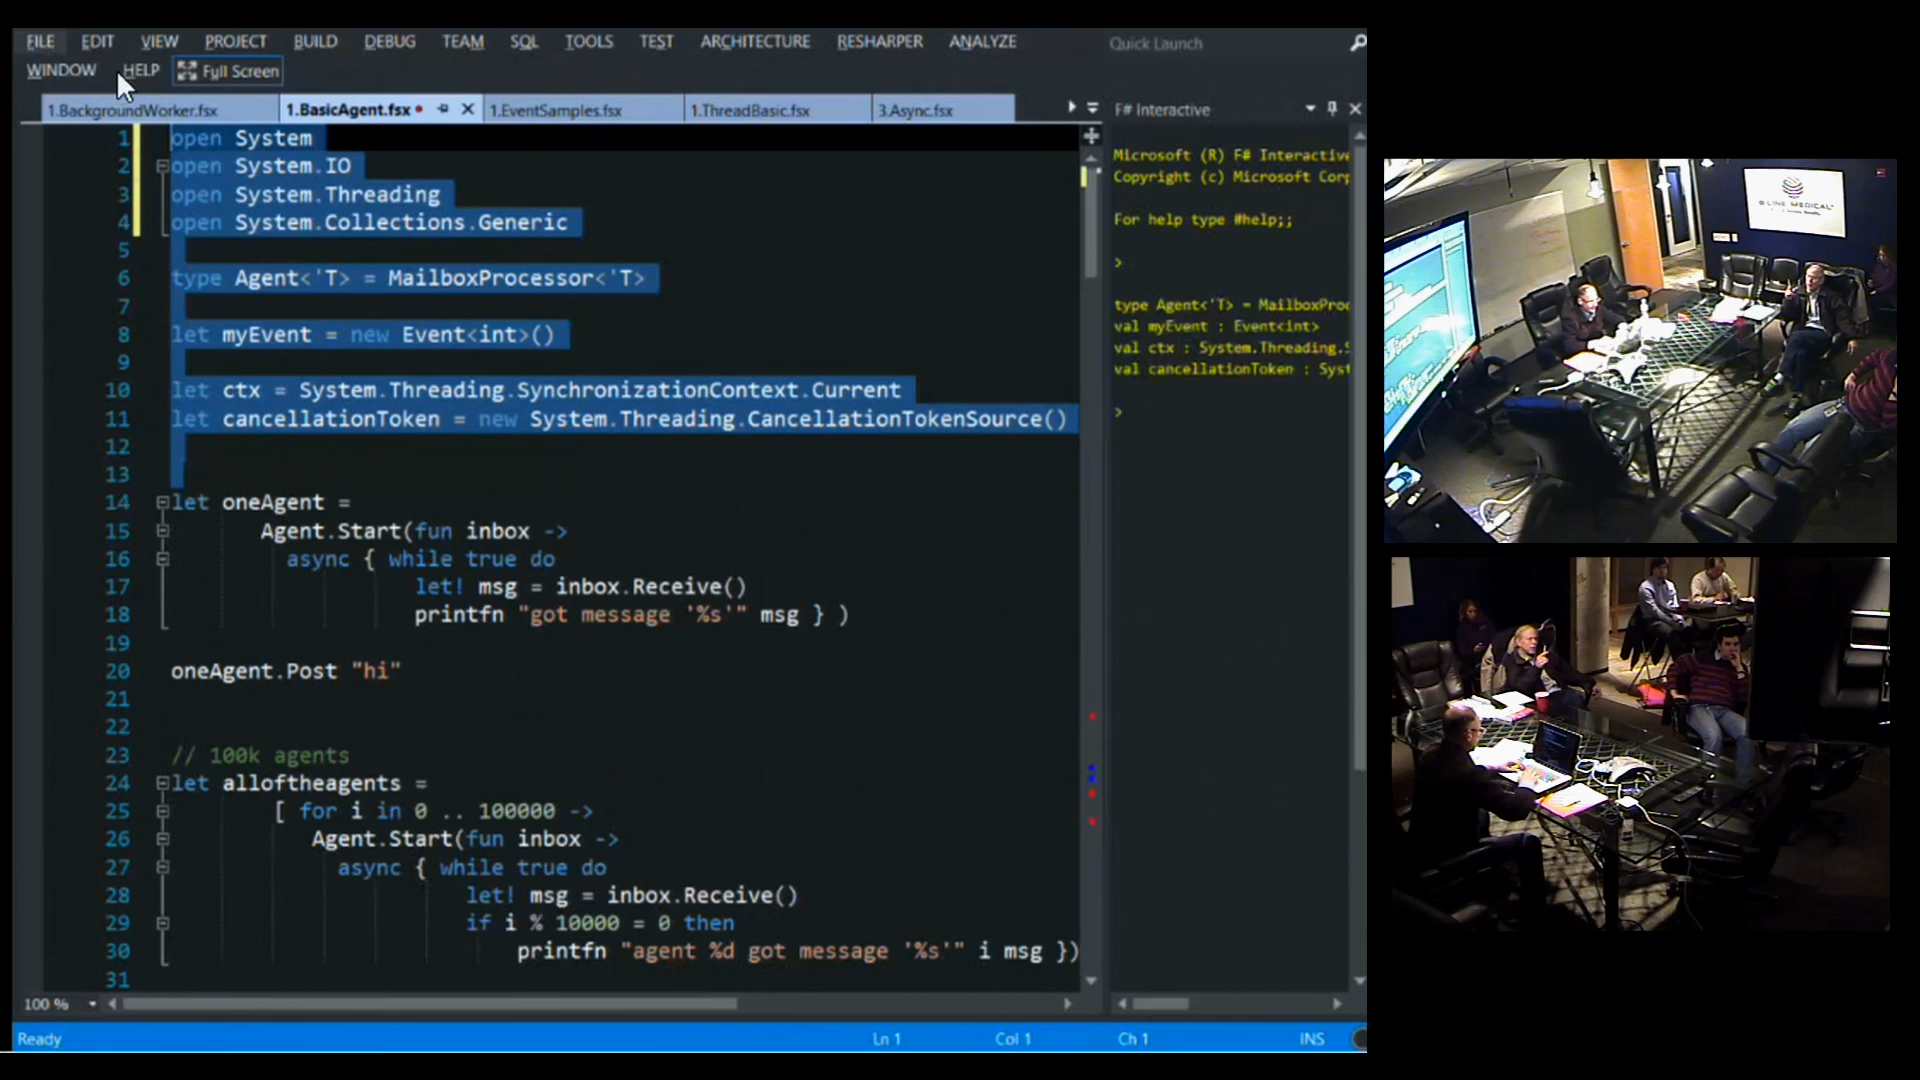 FILE EDIT VIEW PROJECT BUILD DEBUG TEAM SQL TOOLS TEST ARCHITECTURE RESHARPER ANALYZE
Quick Launch
WINDOW HELP Full Screen
1.BackgroundWorker.fsx 1.BasicAgent.fsx 1.EventSamples.fsx 1.ThreadBasic.fsx 3.Async.fsx
1 open System
2 open System.IO
3 open System.Threading
4 open System.Collections.Generic
5
6 type Agent<'T> = MailboxProcessor<'T>
7
8 let myEvent = new Event<int>()
9
10 let ctx = System.Threading.SynchronizationContext.Current
11 let cancellationToken = new System.Threading.CancellationTokenSource()
12
13
14 let oneAgent =
15 Agent.Start(fun inbox ->
16 async { while true do
17 let! msg = inbox.Receive()
18 printfn "got message '%s'" msg } )
19
20 oneAgent.Post "hi"
21
22
23 // 100k agents
24 let alloftheagents =
25 [ for i in 0 .. 100000 ->
26 Agent.Start(fun inbox ->
27 async { while true do
28 let! msg = inbox.Receive()
29 if i % 10000 = 0 then
30 printfn "agent %d got message '%s'" i msg })
31
100 %
F# Interactive
Microsoft (R) F# Interactive
Copyright (c) Microsoft Corp
For help type #help;;
>
type Agent<'T> = MailboxProc
val myEvent : Event<int>
val ctx : System.Threading.S
val cancellationToken : Syst
>
Ready Ln 1 Col 1 Ch 1 INS
B-LINE MEDICAL